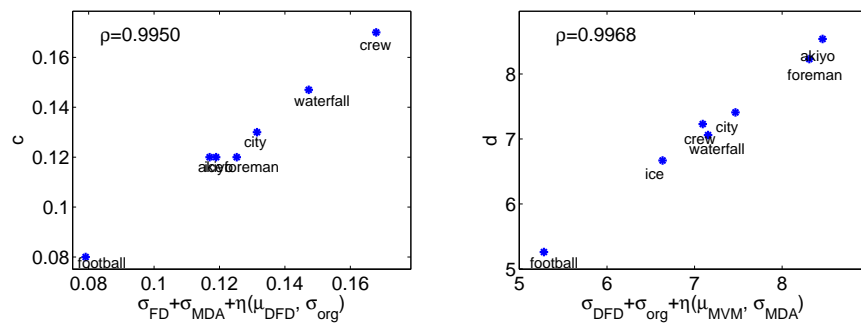 ρ=0.9950
crew
waterfall
city
akiyo
ice
foreman
football
0.16
0.14
0.12
0.1
0.08
c
0.08
0.1
0.12
0.14
0.16
σFD+σMDA+η(μDFD, σorg)
ρ=0.9968
akiyo
foreman
city
crew
waterfall
ice
football
8
7
6
5
d
5
6
7
8
σDFD+σorg+η(μMVM, σMDA)